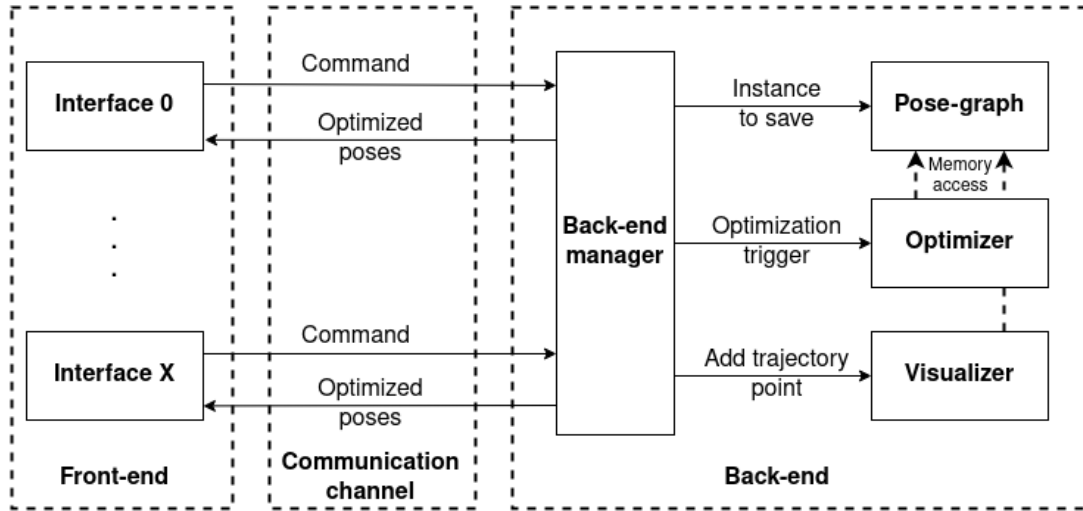 Interface 0
Command
Optimized
poses
.
.
.
Interface X
Command
Optimized
poses
Front-end
Communication
channel
Back-end
manager
Instance
to save
Pose-graph
Memory
access
Optimization
trigger
Optimizer
Add trajectory
point
Visualizer
Back-end